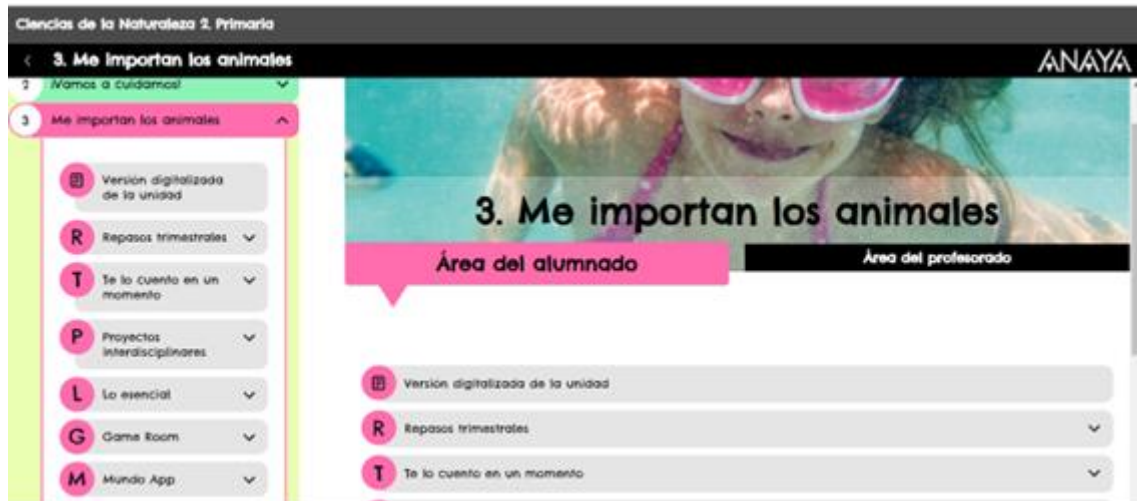 Ciencias de la Naturaleza 2. Primaria
3. Me importan los animales
ANAYA
2 ¡Vamos a cuidarnos!
3 Me importan los animales
Versión digitalizada
de la unidad
R Repasos trimestrales
T Te lo cuento en un
momento
P Proyectos
interdisciplinares
L Lo esencial
G Game Room
M Mundo App
3. Me importan los animales
Área del alumnado
Área del profesorado
Versión digitalizada de la unidad
R Repasos trimestrales
T Te lo cuento en un momento